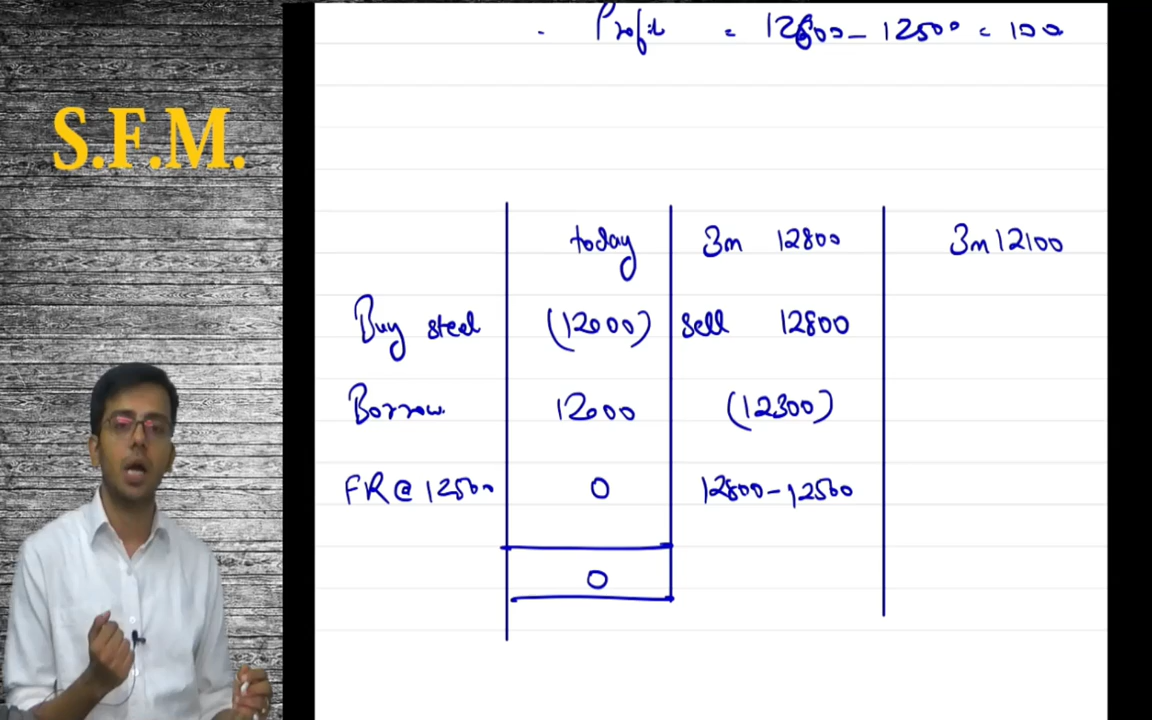 S.F.M.
. Profit = 12800 - 12500 = 100
today 3m 12800 3m 12100
Buy steel (12000) sell 12800
Borrow. 12000 (12300)
FR @ 12500 0 12800-12500
0